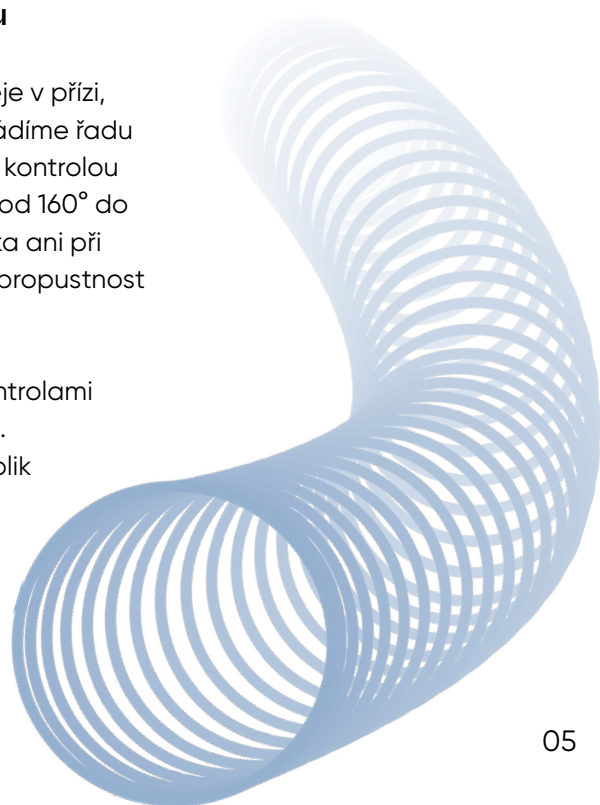 u
je v přízi,
ádíme řadu
kontrolou
od 160° do
ka ani při
propustnost
ntrolami
.
olik
05